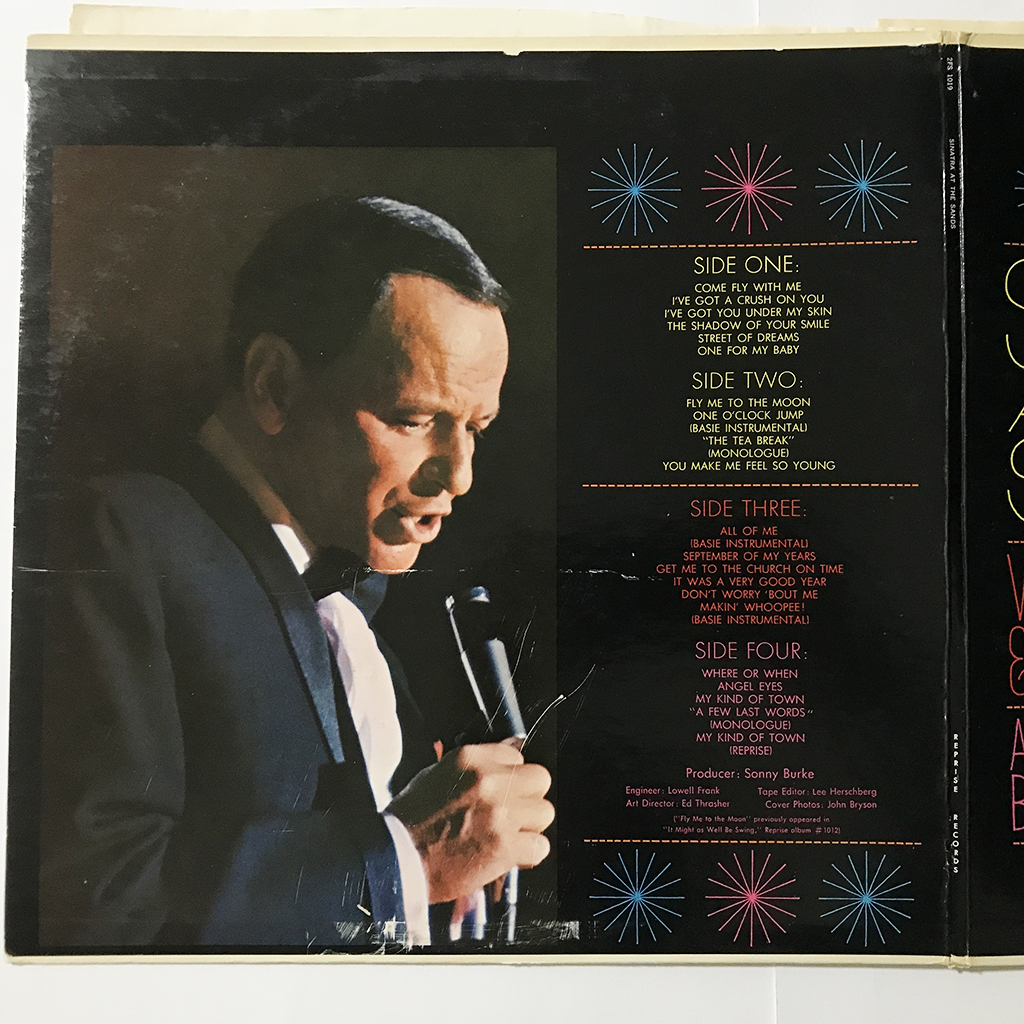 SIDE ONE:
COME FLY WITH ME
I'VE GOT A CRUSH ON YOU
I'VE GOT YOU UNDER MY SKIN
THE SHADOW OF YOUR SMILE
STREET OF DREAMS
ONE FOR MY BABY
SIDE TWO:
FLY ME TO THE MOON
ONE O'CLOCK JUMP
(BASIE INSTRUMENTAL)
"THE TEA BREAK"
(MONOLOGUE)
YOU MAKE ME FEEL SO YOUNG
SIDE THREE:
ALL OF ME
(BASIE INSTRUMENTAL)
SEPTEMBER OF MY YEARS
GET ME TO THE CHURCH ON TIME
IT WAS A VERY GOOD YEAR
DON'T WORRY 'BOUT ME
MAKIN' WHOOPEE!
(BASIE INSTRUMENTAL)
SIDE FOUR:
WHERE OR WHEN
ANGEL EYES
MY KIND OF TOWN
"A FEW LAST WORDS"
(MONOLOGUE)
MY KIND OF TOWN
(REPRISE)
Producer: Sonny Burke
Engineer: Lowell Frank Tape Editor: Lee Herschberg
Art Director: Ed Thrasher Cover Photos: John Bryson
("Fly Me to the Moon" previously appeared in
"It Might as Well Be Swing," Reprise album #1012)
2FS 1019 SINATRA AT THE SANDS REPRISE RECORDS